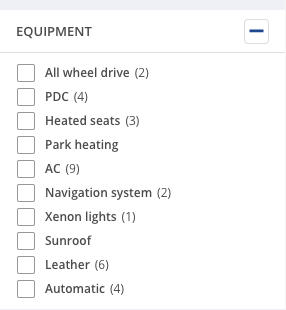 EQUIPMENT
All wheel drive (2)
PDC (4)
Heated seats (3)
Park heating
AC (9)
Navigation system (2)
Xenon lights (1)
Sunroof
Leather (6)
Automatic (4)